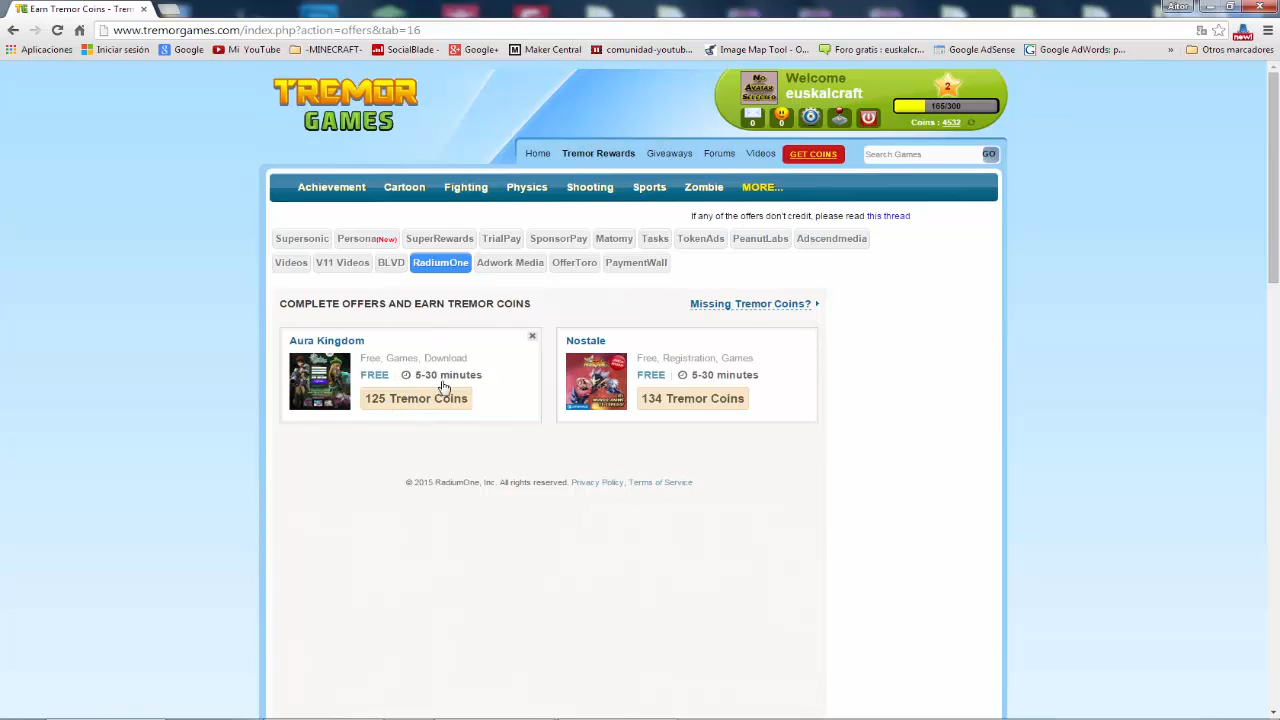 Earn Tremor Coins - Trem
Aitor
www.tremorgames.com/index.php?action=offers&tab=16
Aplicaciones Iniciar sesión Google Mi YouTube -MINECRAFT- SocialBlade - Google+ Maker Central comunidad-youtub... Image Map Tool - O... Foro gratis : euskalcr... Google AdSense Google AdWords: p... » Otros marcadores
new!
TREMOR
GAMES
No
Avatar
Selected
Welcome
euskalcraft
2
165/300
0 0
Coins : 4532
Home Tremor Rewards Giveaways Forums Videos GET COINS Search Games GO
Achievement Cartoon Fighting Physics Shooting Sports Zombie MORE...
If any of the offers don't credit, please read this thread
Supersonic Persona(New) SuperRewards TrialPay SponsorPay Matomy Tasks TokenAds PeanutLabs Adscendmedia
Videos V11 Videos BLVD RadiumOne Adwork Media OfferToro PaymentWall
COMPLETE OFFERS AND EARN TREMOR COINS
Missing Tremor Coins?
Aura Kingdom
Free, Games, Download
FREE 5-30 minutes
125 Tremor Coins
Nostale
Free, Registration, Games
FREE 5-30 minutes
134 Tremor Coins
© 2015 RadiumOne, Inc. All rights reserved. Privacy Policy, Terms of Service